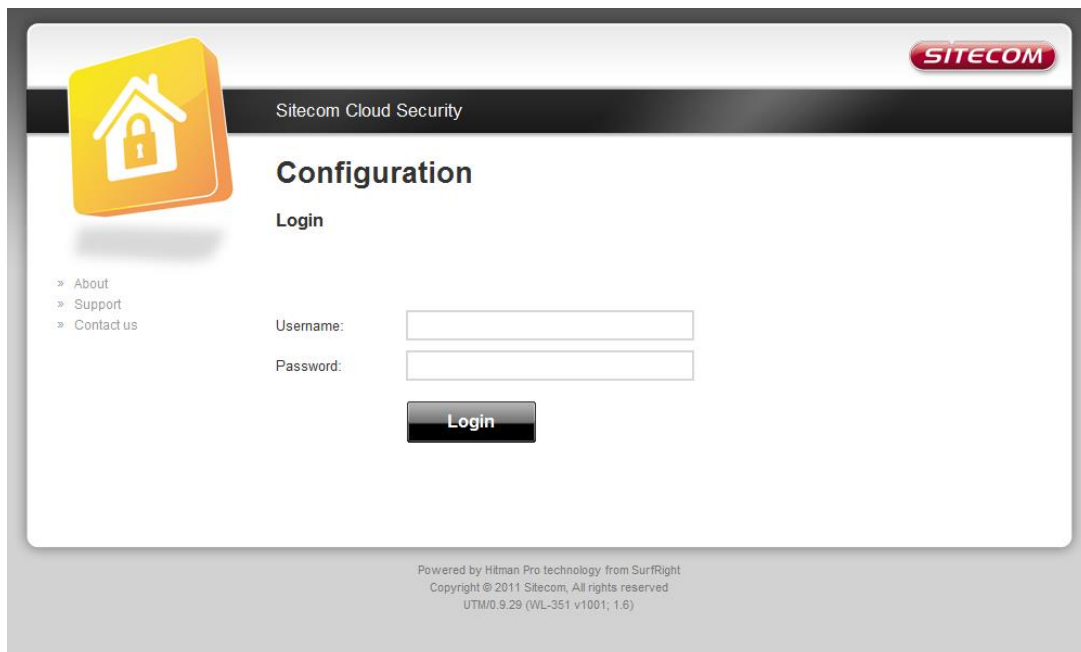 SITECOM
Sitecom Cloud Security
Configuration
Login
» About
» Support
» Contact us
Username:
Password:
Login
Powered by Hitman Pro technology from SurfRight
Copyright © 2011 Sitecom, All rights reserved
UTM/0.9.29 (WL-351 v1001; 1.6)